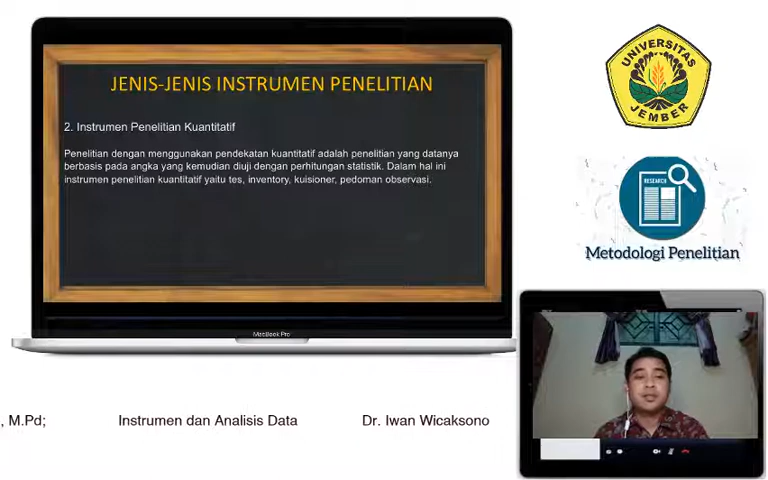 JENIS-JENIS INSTRUMEN PENELITIAN
2. Instrumen Penelitian Kuantitatif
Penelitian dengan menggunakan pendekatan kuantitatif adalah penelitian yang datanya
berbasis pada angka yang kemudian diuji dengan perhitungan statistik. Dalam hal ini
instrumen penelitian kuantitatif yaitu tes, inventory, kuisioner, pedoman observasi.
MacBook Pro
UNIVERSITAS
JEMBER
RESEARCH
Metodologi Penelitian
, M.Pd;
Instrumen dan Analisis Data
Dr. Iwan Wicaksono